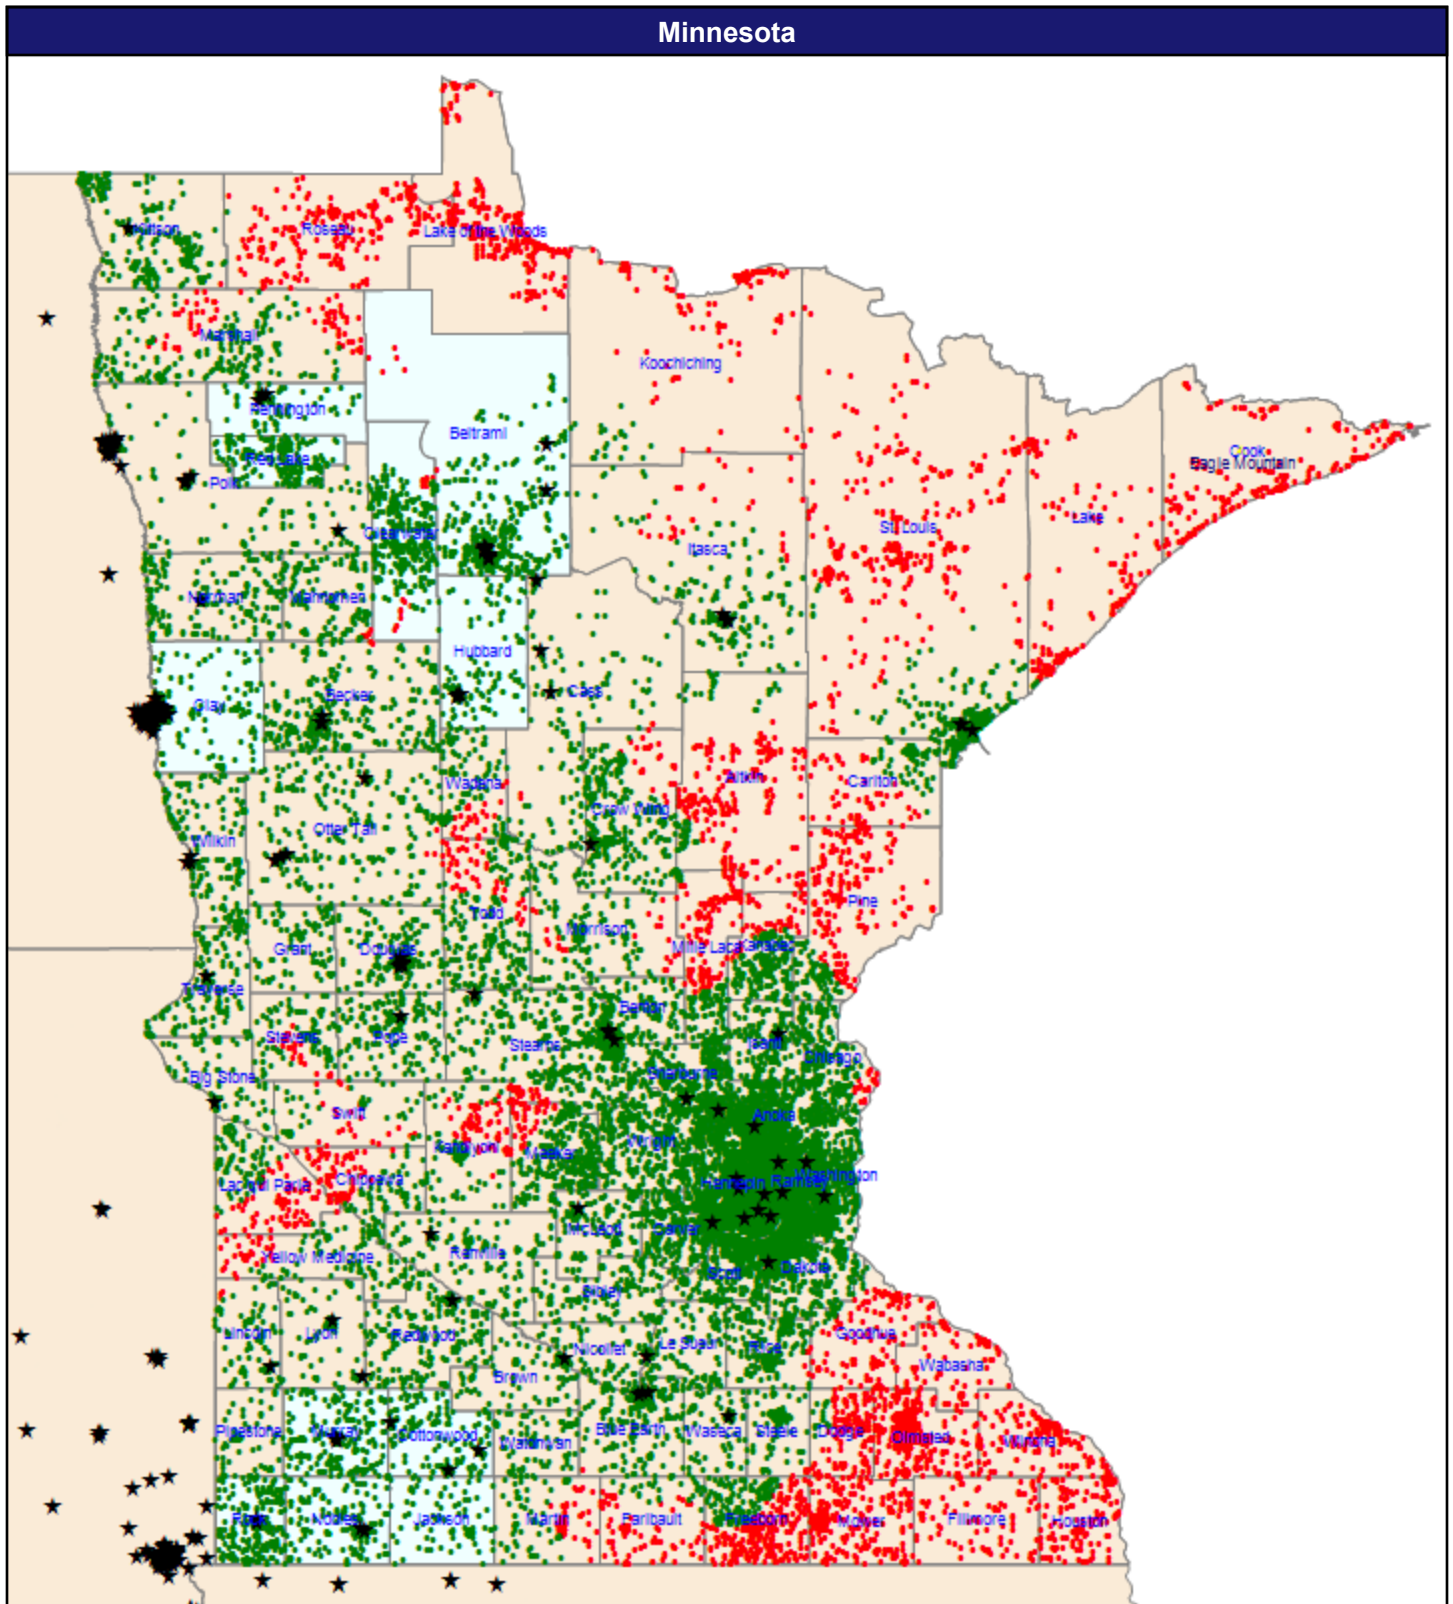 Minnesota
Kittson
Roseau
Lake of the Woods
Marshall
Koochiching
Pennington
Beltrami
Cook
Red Lake
Eagle Mountain
Polk
Lake
St. Louis
Clearwater
Itasca
Norman
Mahnomen
Hubbard
Becker
Cass
Clay
Aitkin
Carlton
Wadena
Crow Wing
Otter Tail
Wilkin
Pine
Todd
Morrison
Grant
Douglas
Mille Lacs
Kanabec
Traverse
Benton
Stevens
Pope
Stearns
Isanti
Chisago
Big Stone
Sherburne
Swift
Anoka
Kandiyohi
Meeker
Wright
Lac qui Parle
Chippewa
Hennepin
Ramsey
Washington
McLeod
Carver
Yellow Medicine
Renville
Scott
Dakota
Sibley
Lincoln
Lyon
Redwood
Nicollet
Le Sueur
Rice
Goodhue
Wabasha
Brown
Pipestone
Murray
Cottonwood
Watonwan
Blue Earth
Waseca
Steele
Dodge
Olmsted
Winona
Rock
Nobles
Jackson
Martin
Faribault
Freeborn
Mower
Fillmore
Houston